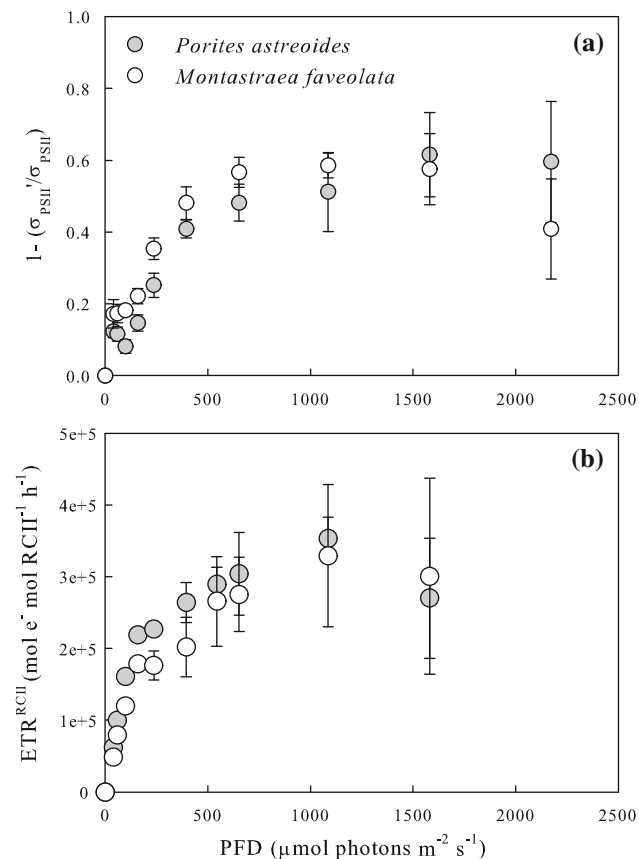 (a)
Porites astreoides
Montastraea faveolata
1- (σPSII'/σPSII)
1.0
0.8
0.6
0.4
0.2
0.0
0 500 1000 1500 2000 2500
(b)
ETR^RCII (mol e⁻ mol RCII⁻¹ h⁻¹)
5e+5
4e+5
3e+5
2e+5
1e+5
0
0 500 1000 1500 2000 2500
PFD (μmol photons m⁻² s⁻¹)